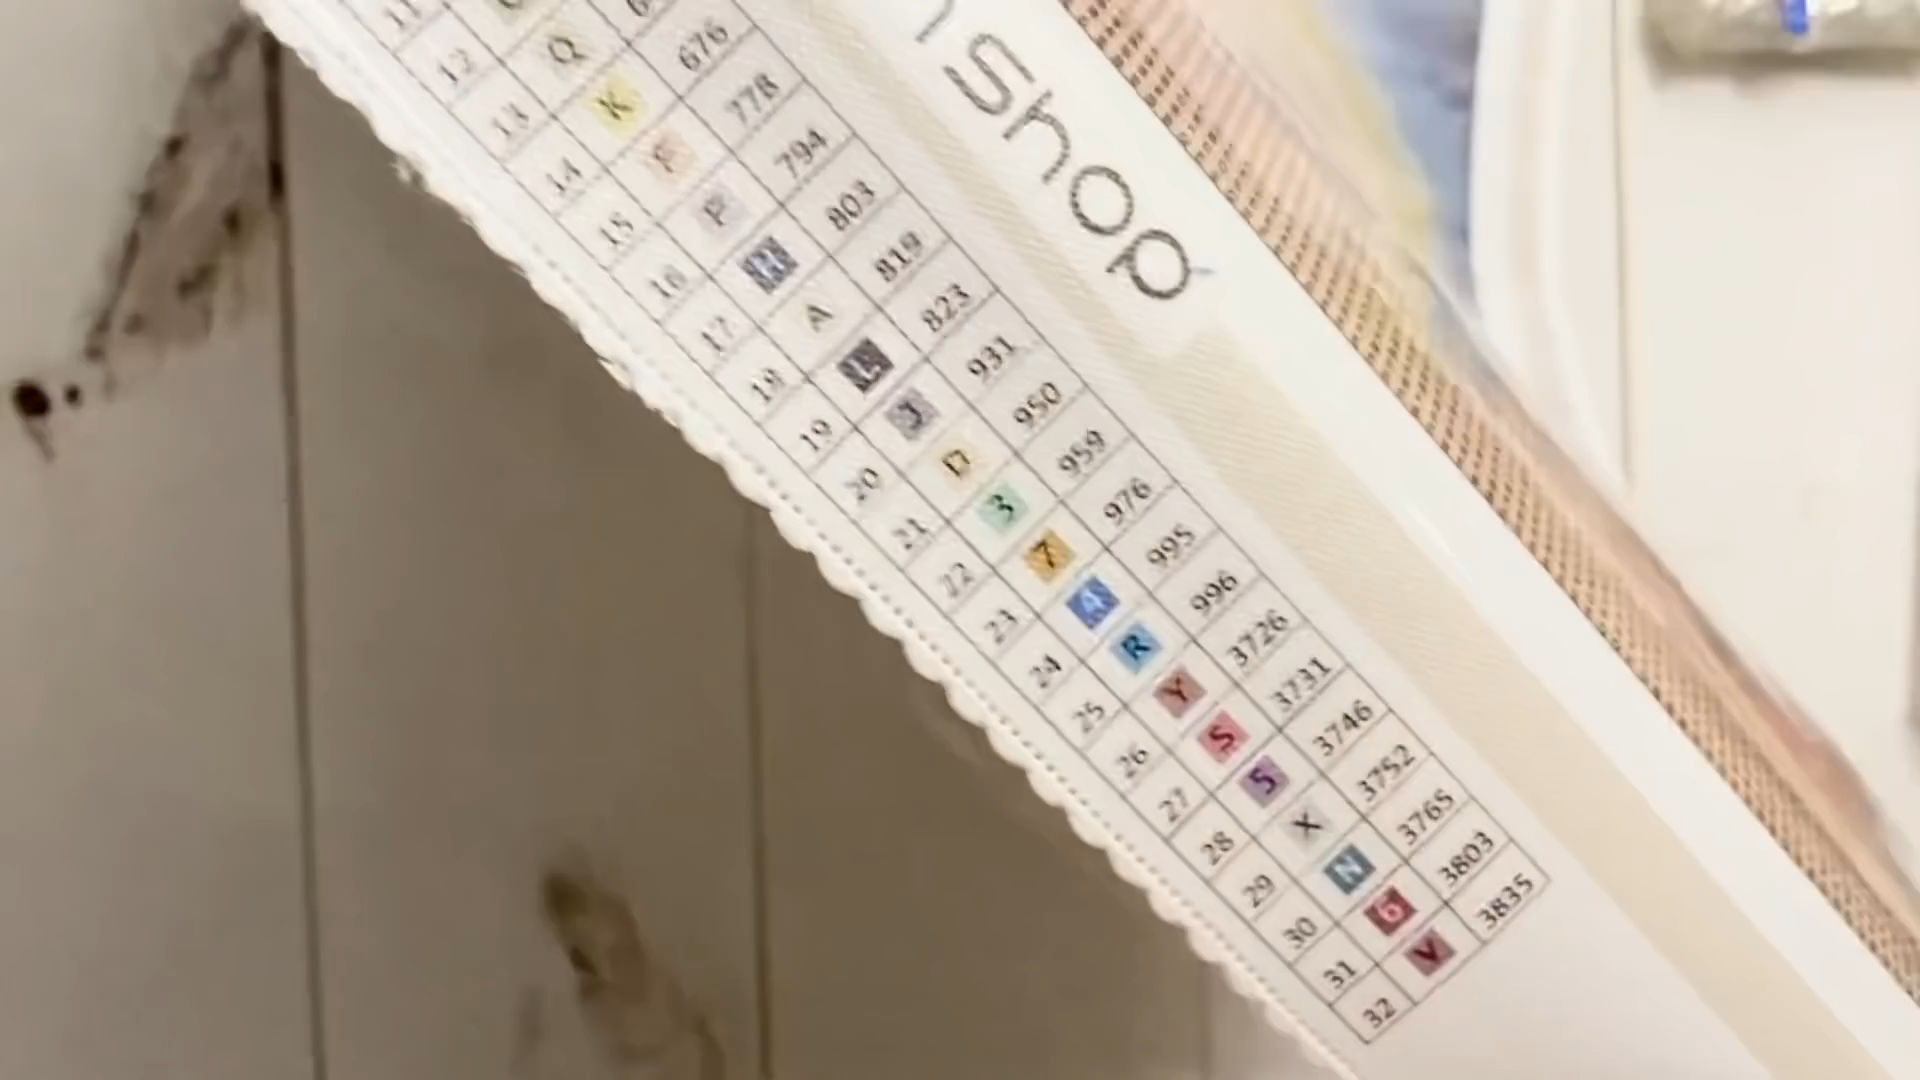 shop
11
12
13 Q
14 K 676
15 F 778
16 794
17 803
18 A 819
19 L 823
20 J 931
21 950
22 3 959
23 7 976
24 995
25 R 996
26 Y 3726
27 S 3731
28 5 3746
29 X 3752
30 N 3765
31 6 3803
32 V 3835